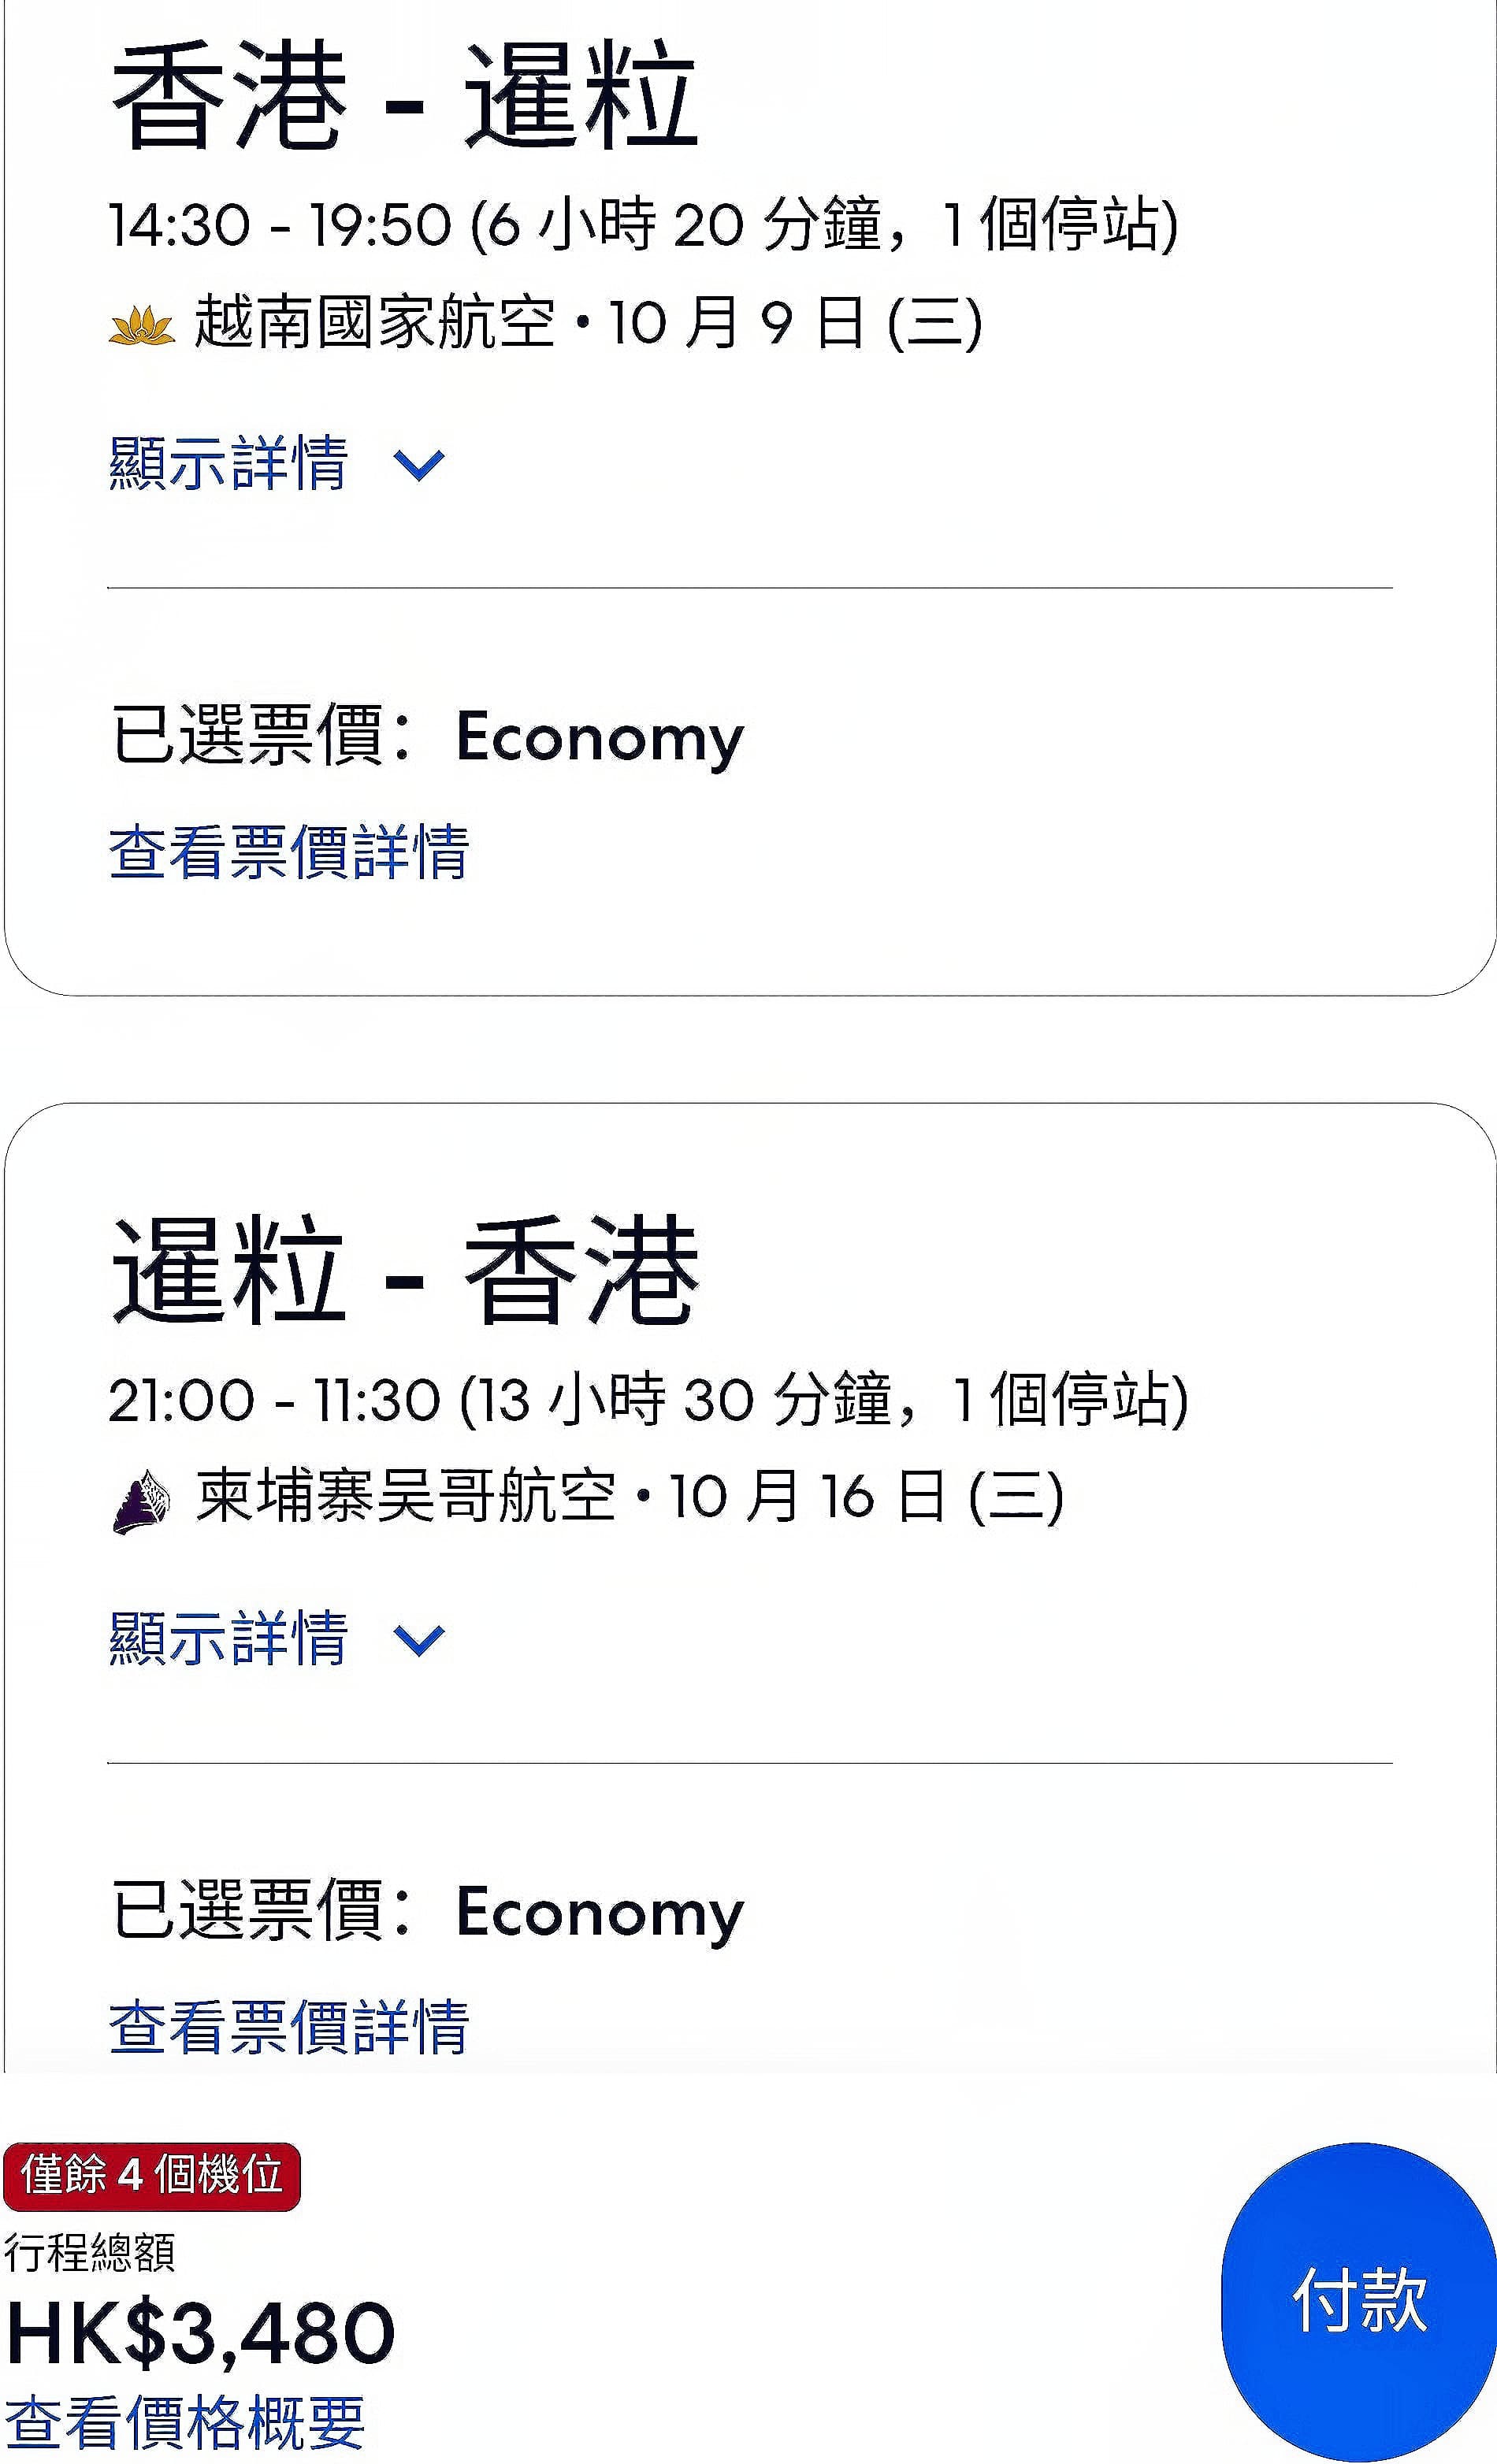 香港 - 暹粒
14:30 - 19:50 (6 小時 20 分鐘，1 個停站)
越南國家航空 • 10 月 9 日 (三)
顯示詳情
已選票價：Economy
查看票價詳情
暹粒 - 香港
21:00 - 11:30 (13 小時 30 分鐘，1 個停站)
柬埔寨吴哥航空 • 10 月 16 日 (三)
顯示詳情
已選票價：Economy
查看票價詳情
僅餘 4 個機位
行程總額
HK$3,480
付款
查看價格概要